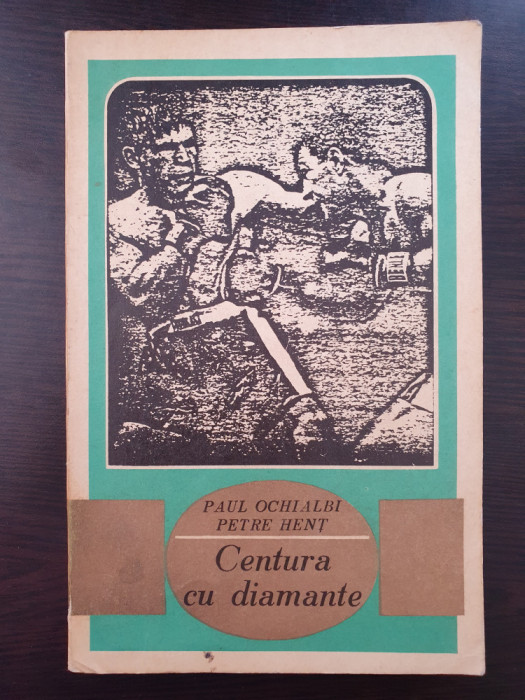 PAUL OCHIALBI
PETRE HENȚ
Centura
cu diamante